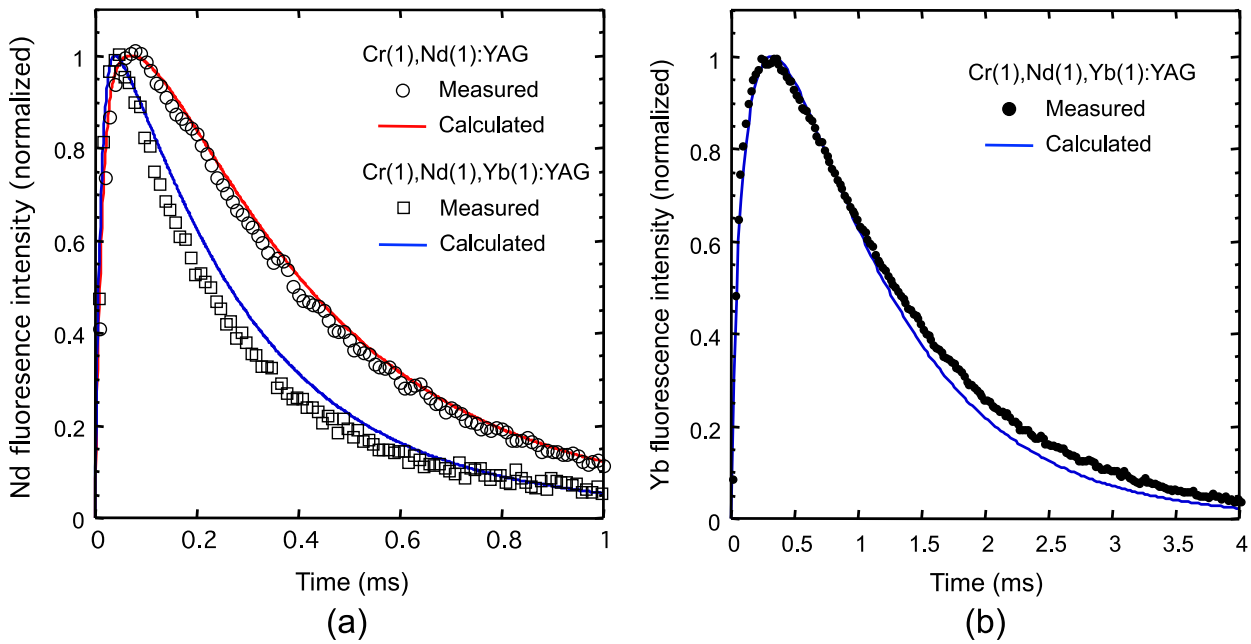 Nd fluoresence intensity (normalized)
1
0.8
0.6
0.4
0.2
0
0
0.2
0.4
0.6
0.8
1
Time (ms)
Cr(1),Nd(1):YAG
Measured
Calculated
Cr(1),Nd(1),Yb(1):YAG
Measured
Calculated
(a)
Yb fluorescence intensity (normalized)
1
0.8
0.6
0.4
0.2
0
0
0.5
1
1.5
2
2.5
3
3.5
4
Time (ms)
Cr(1),Nd(1),Yb(1):YAG
Measured
Calculated
(b)